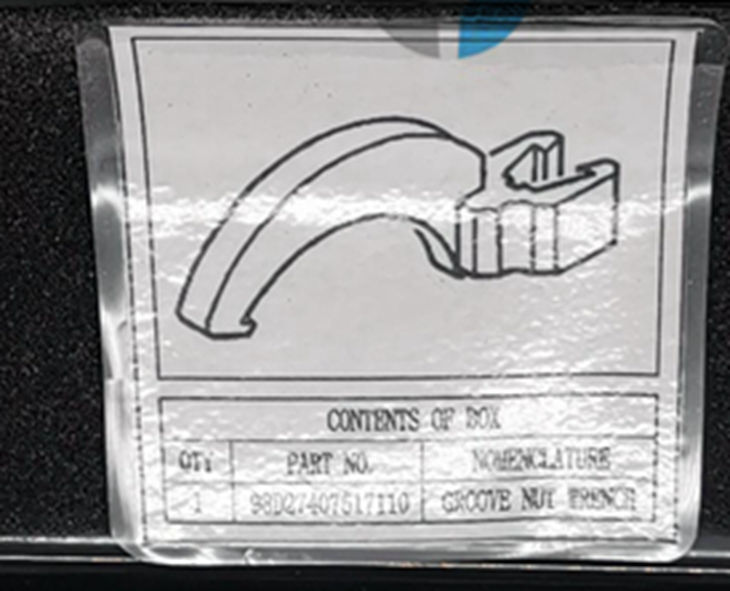 CONTENTS OF BOX
QTY PART NO. NOMENCLATURE
1 98D27407517110 GROOVE NUT WRENCH